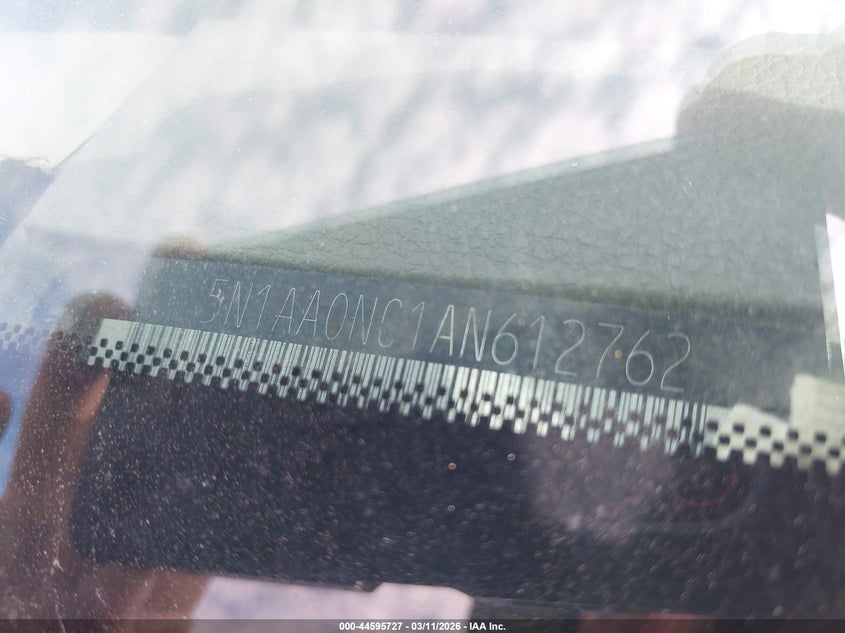 5N1AA0NC1AN612762
000-44595727 - 03/11/2026 - IAA Inc.